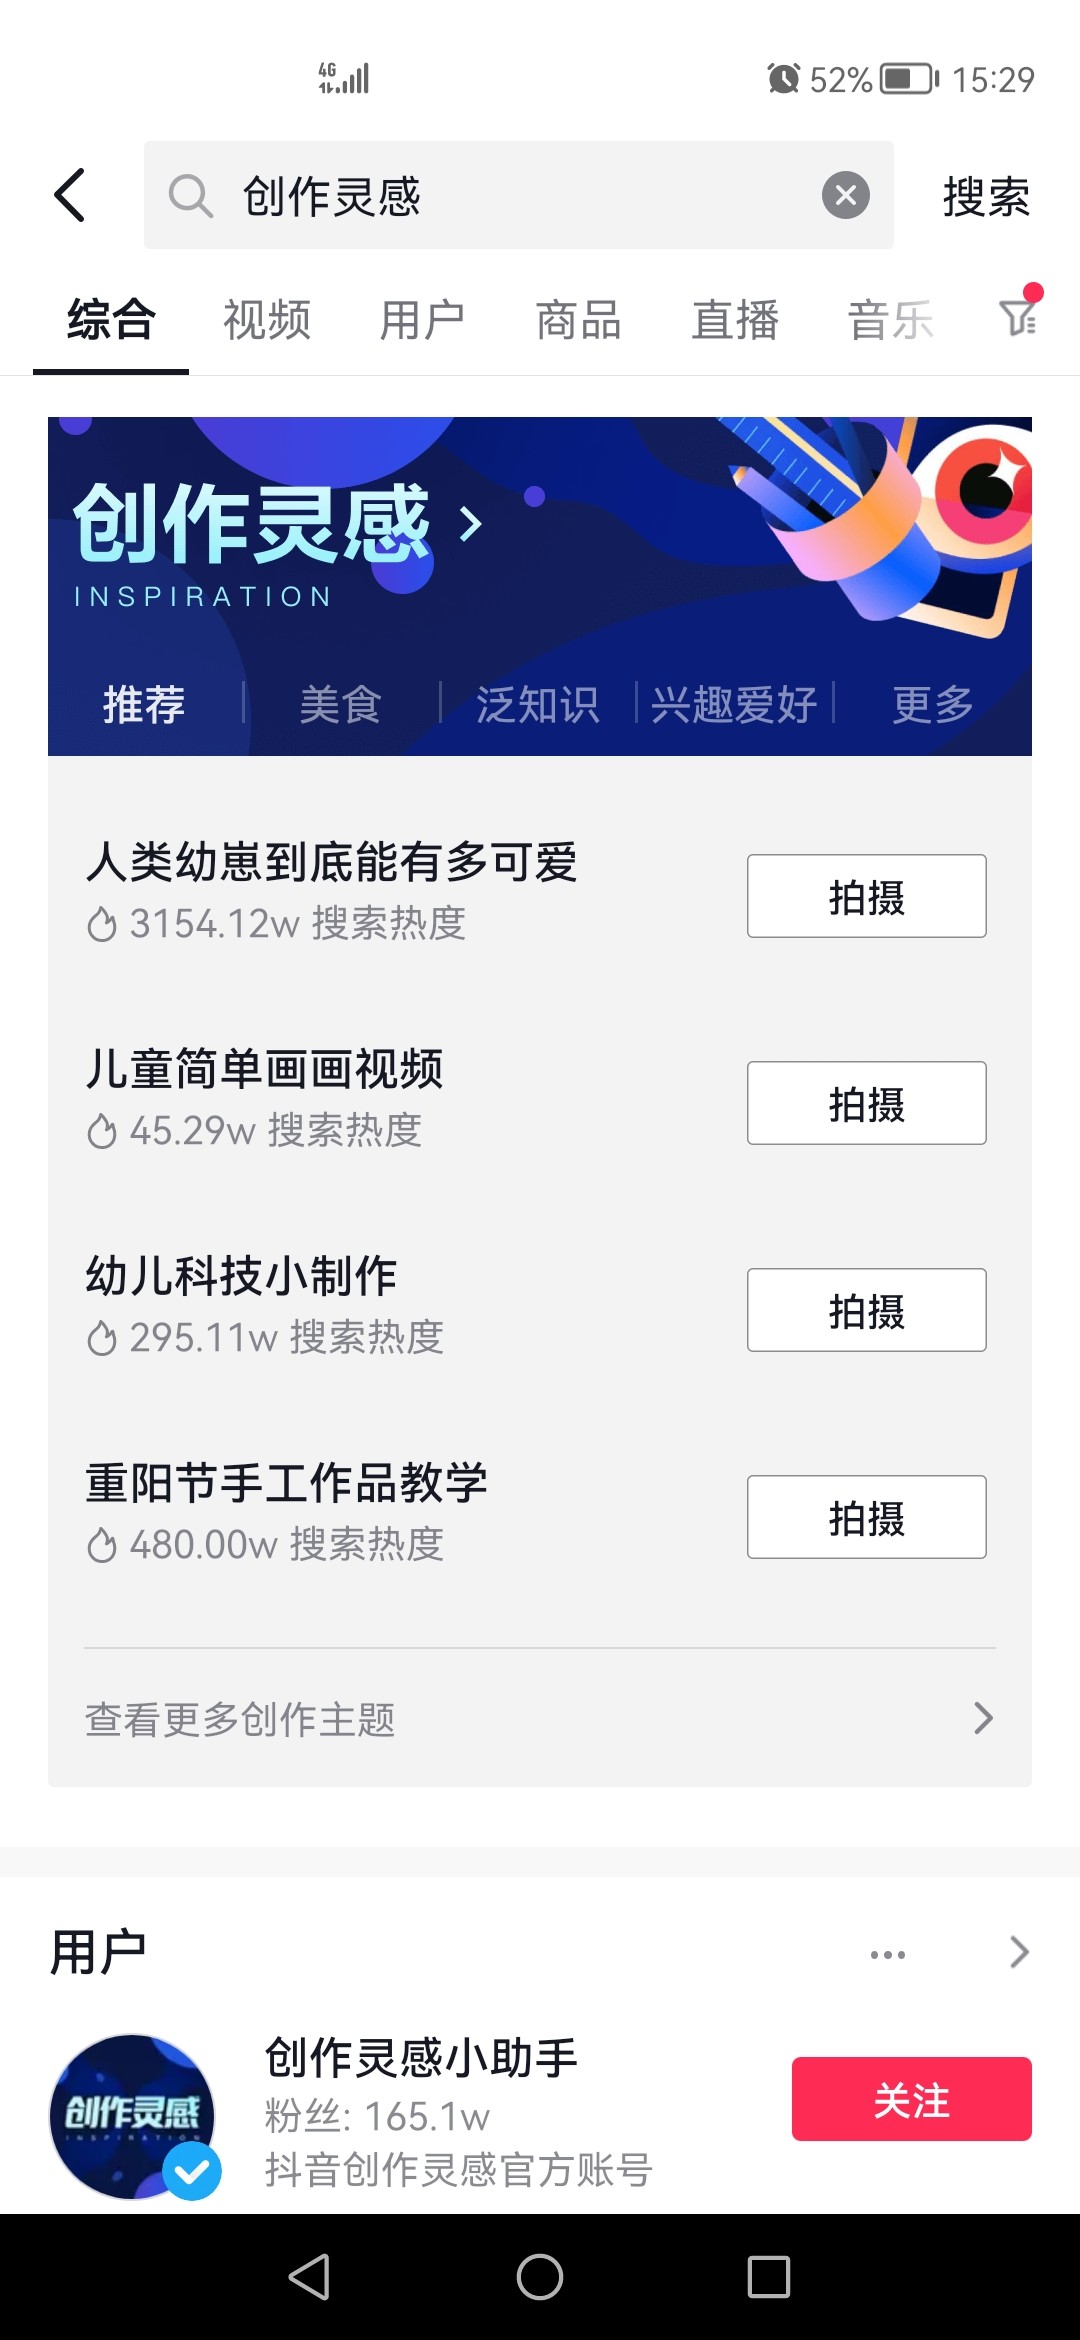 4G 52% 15:29
创作灵感 搜索
综合 视频 用户 商品 直播 音乐
创作灵感
INSPIRATION
推荐 美食 泛知识 兴趣爱好 更多
人类幼崽到底能有多可爱
3154.12w 搜索热度
拍摄
儿童简单画画视频
45.29w 搜索热度
拍摄
幼儿科技小制作
295.11w 搜索热度
拍摄
重阳节手工作品教学
480.00w 搜索热度
拍摄
查看更多创作主题
用户
创作灵感
INSPIRATION
创作灵感小助手
粉丝: 165.1w
抖音创作灵感官方账号
关注